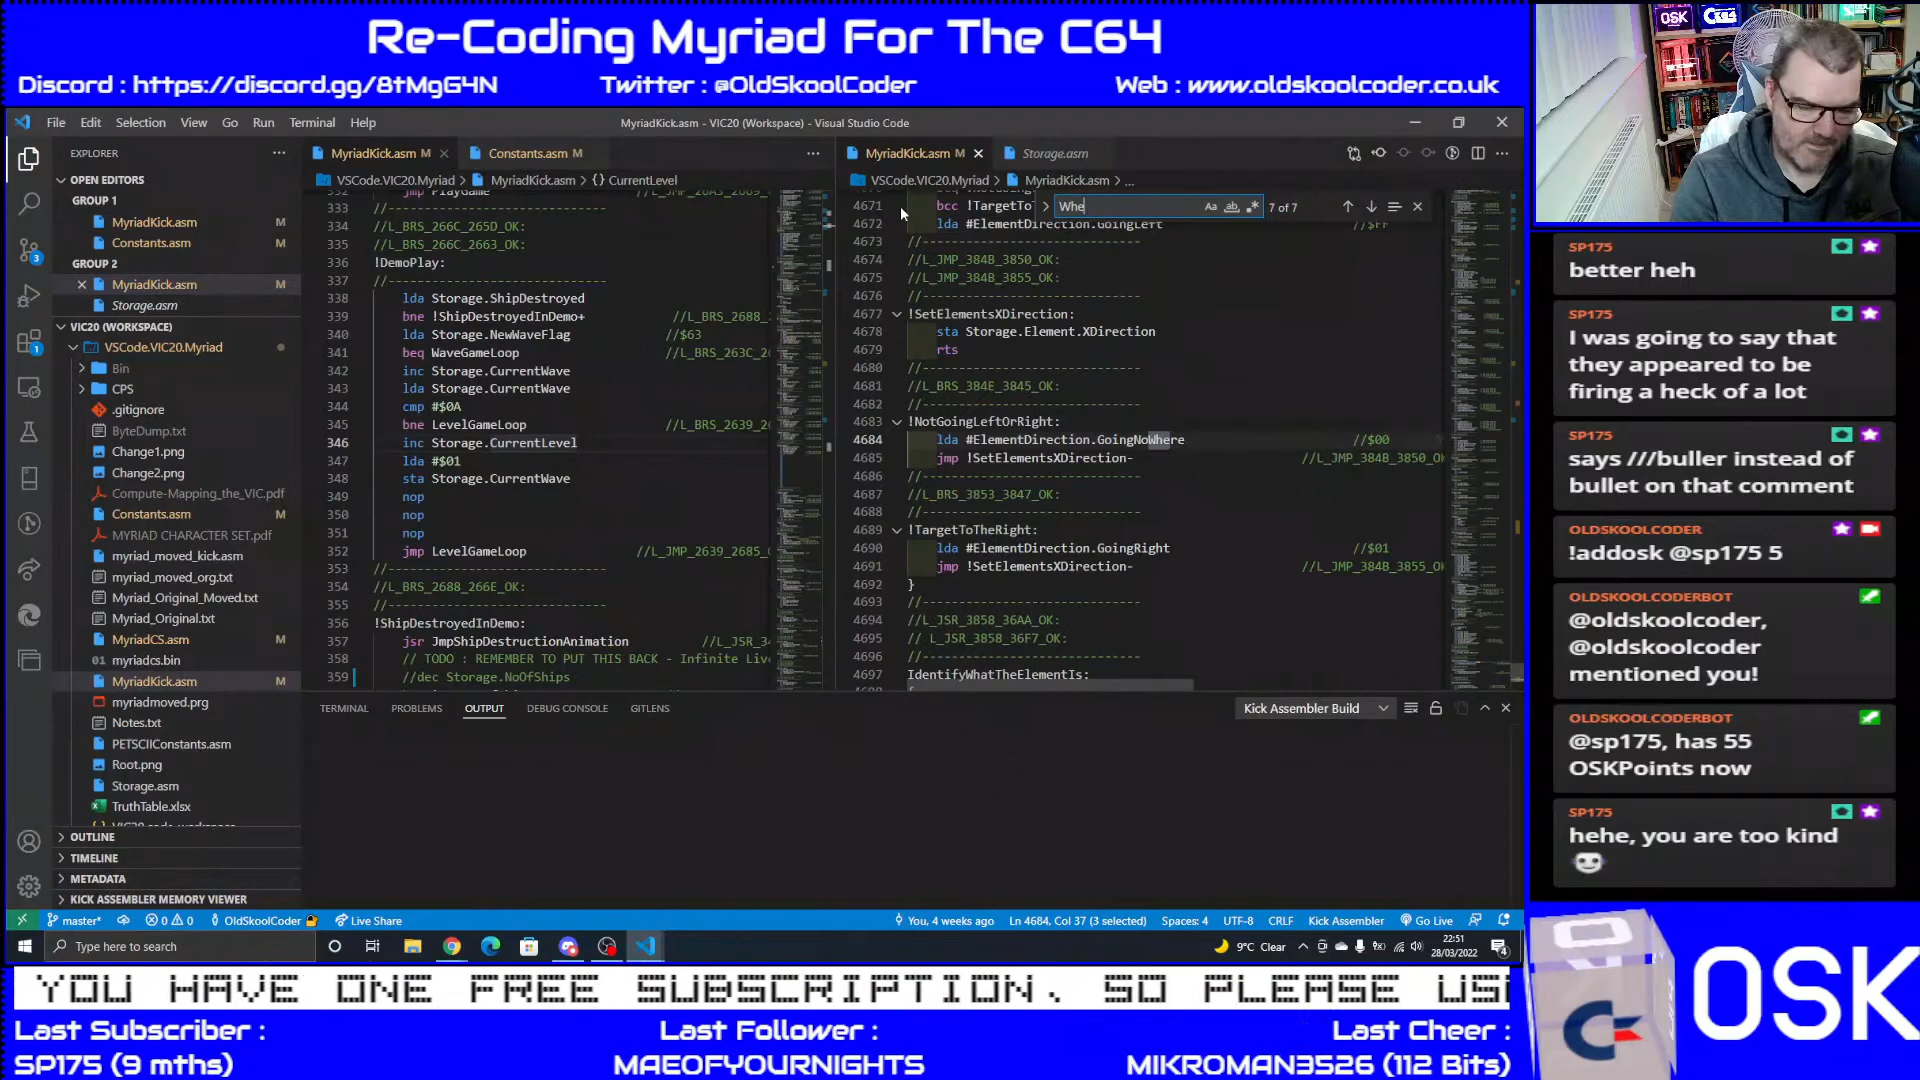 Re-Coding Myriad For The C64
Discord : https://discord.gg/8tMgG4N
Twitter : @OldSkoolCoder
Web : www.oldskoolcoder.co.uk
File Edit Selection View Go Run Terminal Help
MyriadKick.asm - VIC20 (Workspace) - Visual Studio Code
EXPLORER
OPEN EDITORS
GROUP 1
MyriadKick.asm M
Constants.asm M
GROUP 2
MyriadKick.asm M
Storage.asm
VIC20 (WORKSPACE)
VSCode.VIC20.Myriad
Bin
CPS
.gitignore
ByteDump.txt
Change1.png
Change2.png
Compute-Mapping_the_VIC.pdf
Constants.asm M
MYRIAD CHARACTER SET.pdf
myriad_moved_kick.asm
myriad_moved_org.txt
Myriad_Original_Moved.txt
Myriad_Original.txt
MyriadCS.asm M
myriadcs.bin
MyriadKick.asm M
myriadmoved.prg
Notes.txt
PETSCIIConstants.asm
Root.png
Storage.asm
TruthTable.xlsx
OUTLINE
TIMELINE
METADATA
KICK ASSEMBLER MEMORY VIEWER
MyriadKick.asm M
Constants.asm M
VSCode.VIC20.Myriad > MyriadKick.asm > {} CurrentLevel
333 //------------------------------
334 //L_BRS_266C_265D_OK:
335 //L_BRS_266C_2663_OK:
336 !DemoPlay:
337 //------------------------------
338 lda Storage.ShipDestroyed
339 bne !ShipDestroyedInDemo+ //L_BRS_2688_
340 lda Storage.NewWaveFlag //$63
341 beq WaveGameLoop //L_BRS_263C_26
342 inc Storage.CurrentWave
343 lda Storage.CurrentWave
344 cmp #$0A
345 bne LevelGameLoop //L_BRS_2639_
346 inc Storage.CurrentLevel
347 lda #$01
348 sta Storage.CurrentWave
349 nop
350 nop
351 nop
352 jmp LevelGameLoop //L_JMP_2639_2685_
353 //------------------------------
354 //L_BRS_2688_266E_OK:
355 //------------------------------
356 !ShipDestroyedInDemo:
357 jsr JmpShipDestructionAnimation //L_JSR_34
358 // TODO : REMEMBER TO PUT THIS BACK - Infinite Liv
359 //dec Storage.NoOfShips
MyriadKick.asm M
Storage.asm
VSCode.VIC20.Myriad > MyriadKick.asm > ...
Whe
7 of 7
4671 bcc !TargetTo
4672 lda #ElementDirection.GoingLeft //$FF
4673 //------------------------------
4674 //L_JMP_384B_3850_OK:
4675 //L_JMP_384B_3855_OK:
4676 //------------------------------
4677 !SetElementsXDirection:
4678 sta Storage.Element.XDirection
4679 rts
4680 //------------------------------
4681 //L_BRS_384E_3845_OK:
4682 //------------------------------
4683 !NotGoingLeftOrRight:
4684 lda #ElementDirection.GoingNoWhere //$00
4685 jmp !SetElementsXDirection- //L_JMP_384B_3850_OK
4686 //------------------------------
4687 //L_BRS_3853_3847_OK:
4688 //------------------------------
4689 !TargetToTheRight:
4690 lda #ElementDirection.GoingRight //$01
4691 jmp !SetElementsXDirection- //L_JMP_384B_3855_OK
4692 }
4693 //------------------------------
4694 //L_JSR_3858_36AA_OK:
4695 // L_JSR_3858_36F7_OK:
4696 //------------------------------
4697 IdentifyWhatTheElementIs:
TERMINAL PROBLEMS OUTPUT DEBUG CONSOLE GITLENS
Kick Assembler Build
master* 0 0 OldSkoolCoder Live Share
You, 4 weeks ago Ln 4684, Col 37 (3 selected) Spaces: 4 UTF-8 CRLF Kick Assembler Go Live
Type here to search
9°C Clear
22:51
28/03/2022
OSK
SP175
better heh
SP175
I was going to say that
they appeared to be
firing a heck of a lot
SP175
says ///buller instead of
bullet on that comment
OLDSKOOLCODER
!addosk @sp175 5
OLDSKOOLCODERBOT
@oldskoolcoder,
@oldskoolcoder
mentioned you!
OLDSKOOLCODERBOT
@sp175, has 55
OSKPoints now
SP175
hehe, you are too kind
YOU HAVE ONE FREE SUBSCRIPTION. SO PLEASE US
Last Subscriber :
SP175 (9 mths)
Last Follower :
MAEOFYOURNIGHTS
Last Cheer :
MIKROMAN3526 (112 Bits)
OSK